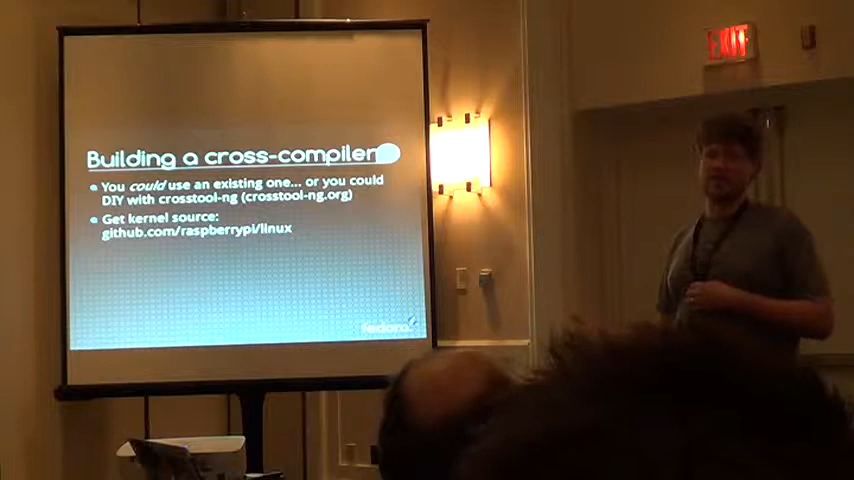 EXIT
Building a cross-compiler
You could use an existing one... or you could
DIY with crosstool-ng (crosstool-ng.org)
Get kernel source:
github.com/raspberrypi/linux
fedora